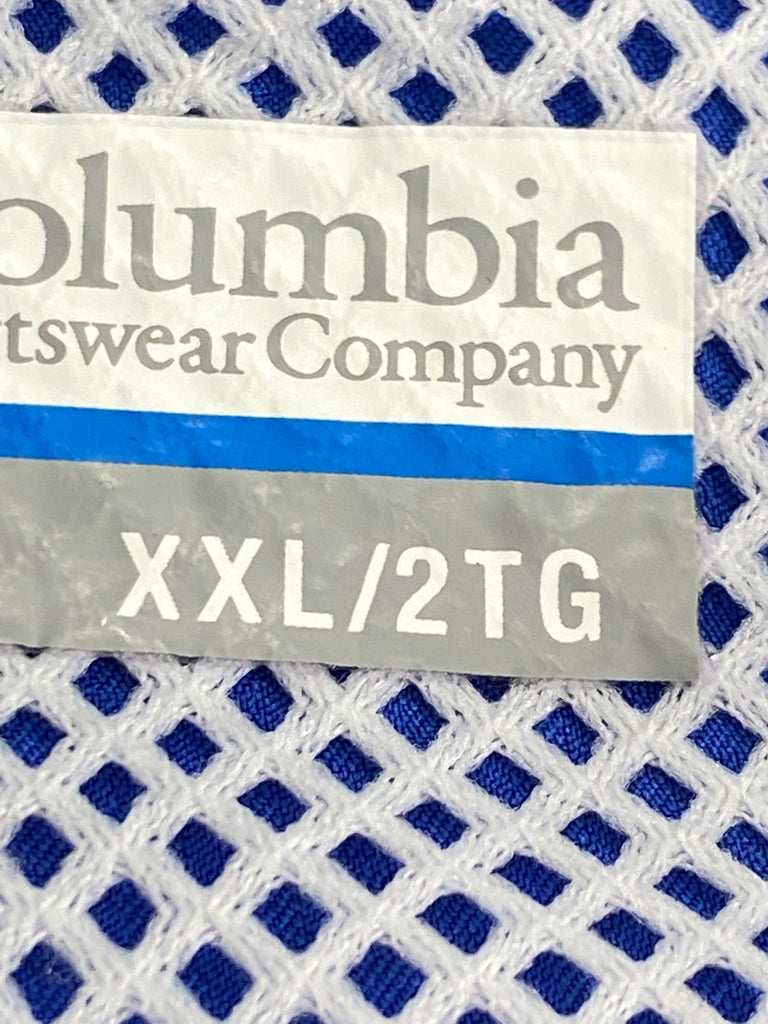 olumbia
tswear Company
XXL/2TG